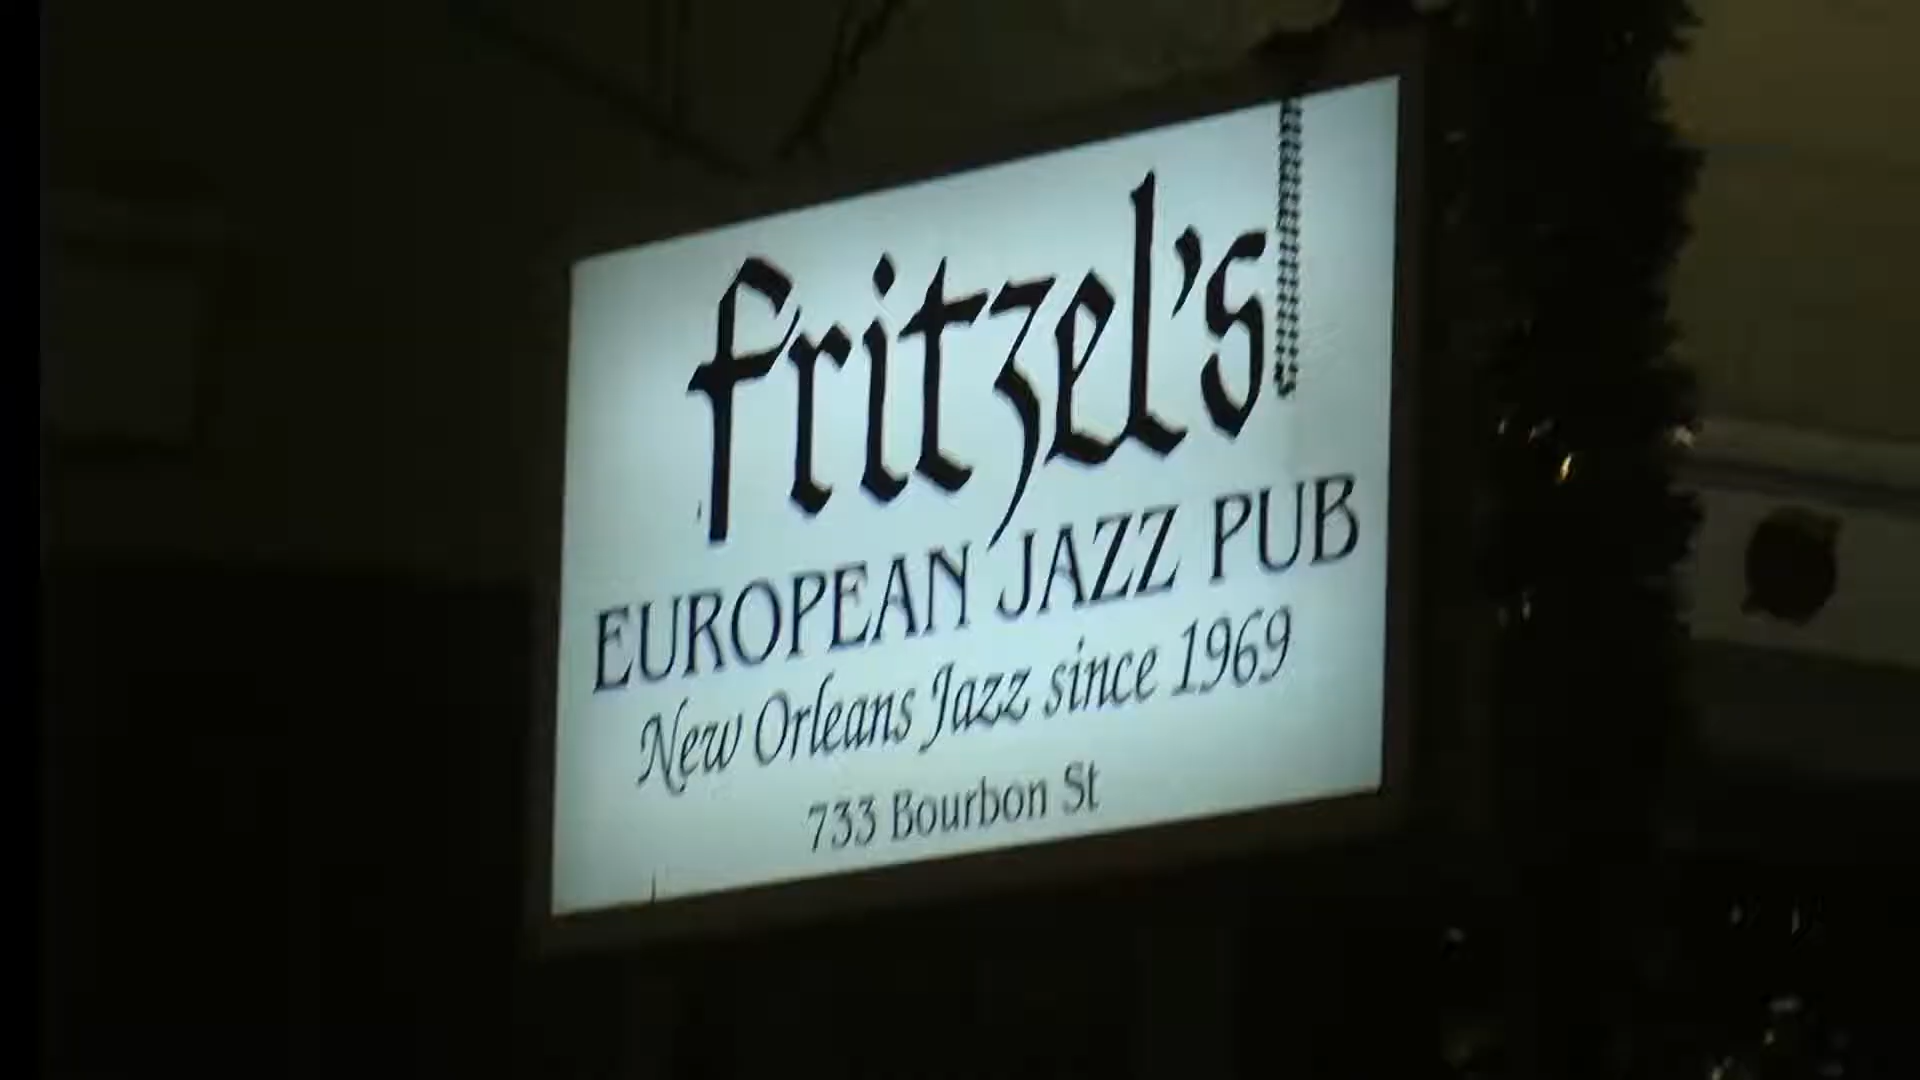 fritzel's
EUROPEAN JAZZ PUB
New Orleans Jazz since 1969
733 Bourbon St